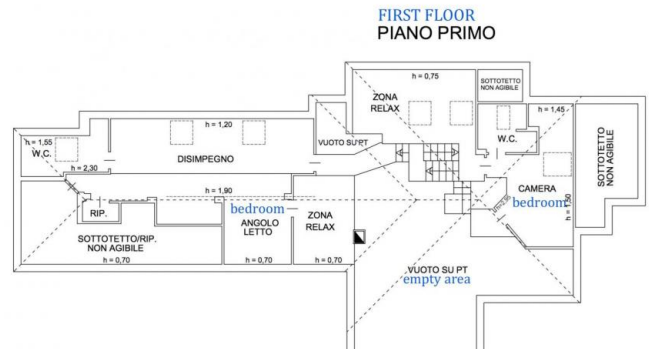 FIRST FLOOR
PIANO PRIMO
h = 0,75
ZONA
RELAX
SOTTOTETTO
NON AGIBILE
h = 1,45
W.C.
SOTTOTETTO
NON AGIBILE
h = 1,20
VUOTO SU PT
h = 1,55
W.C.
DISIMPEGNO
h = 2,30
h = 1,90
CAMERA
bedroom
h = 1,50
RIP.
bedroom
ANGOLO
LETTO
ZONA
RELAX
SOTTOTETTO/RIP.
NON AGIBILE
h = 0,70
h = 0,70
h = 0,70
VUOTO SU PT
empty area